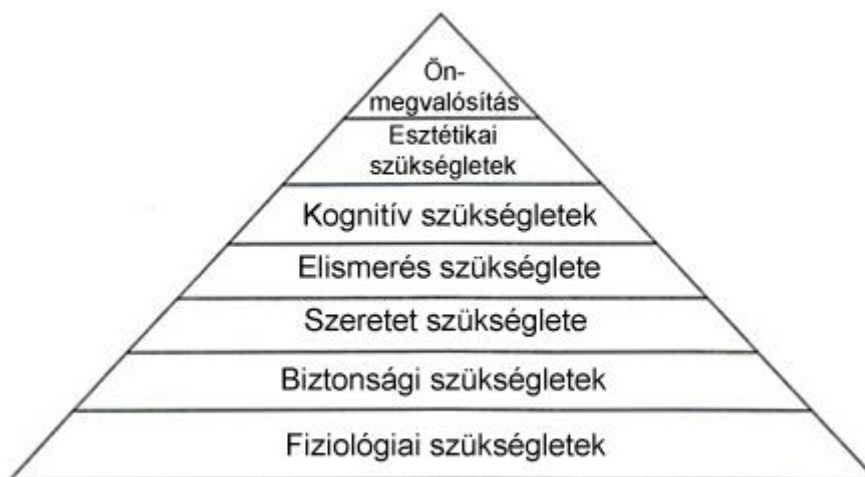 Ön-
megvalósítás
Esztétikai
szükségletek
Kognitív szükségletek
Elismerés szükséglete
Szeretet szükséglete
Biztonsági szükségletek
Fiziológiai szükségletek